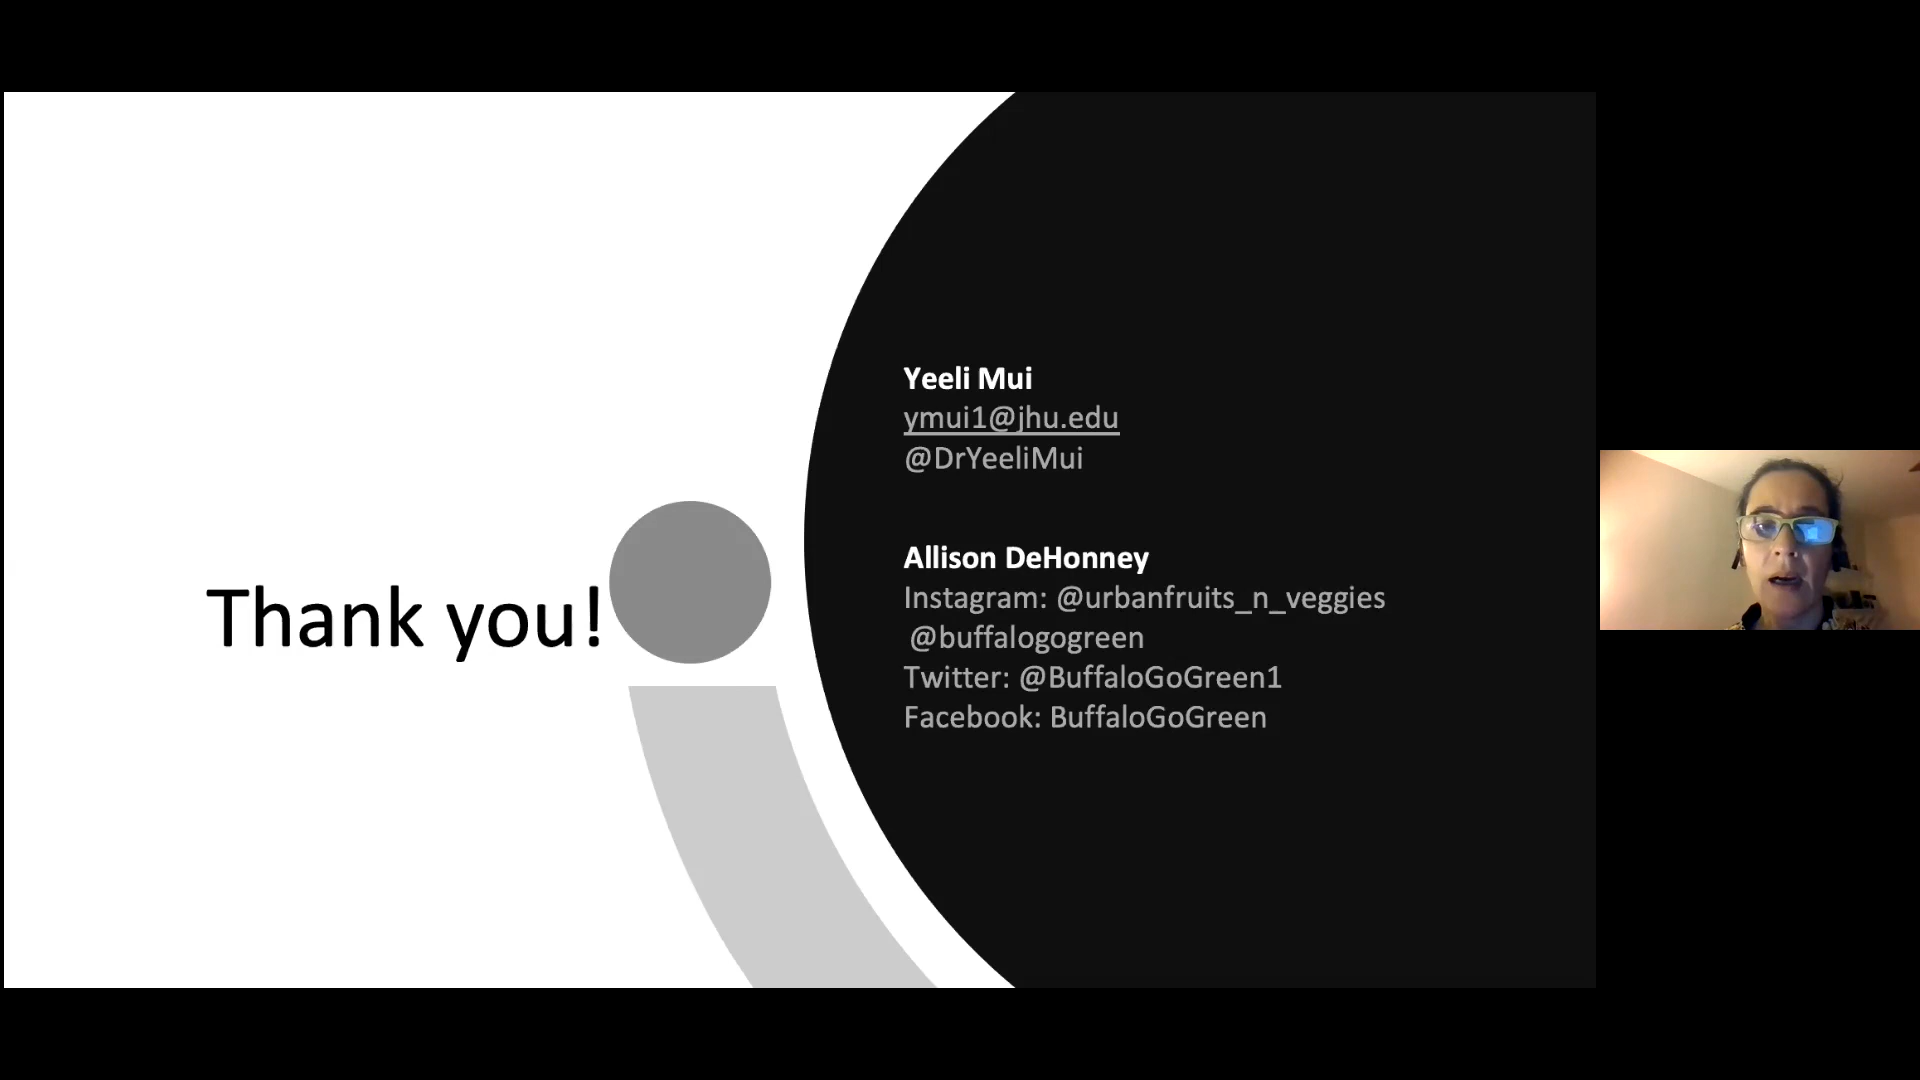 Thank you!
Yeeli Mui
ymui1@jhu.edu
@DrYeeliMui
Allison DeHonney
Instagram: @urbanfruits_n_veggies
@buffalogogreen
Twitter: @BuffaloGoGreen1
Facebook: BuffaloGoGreen